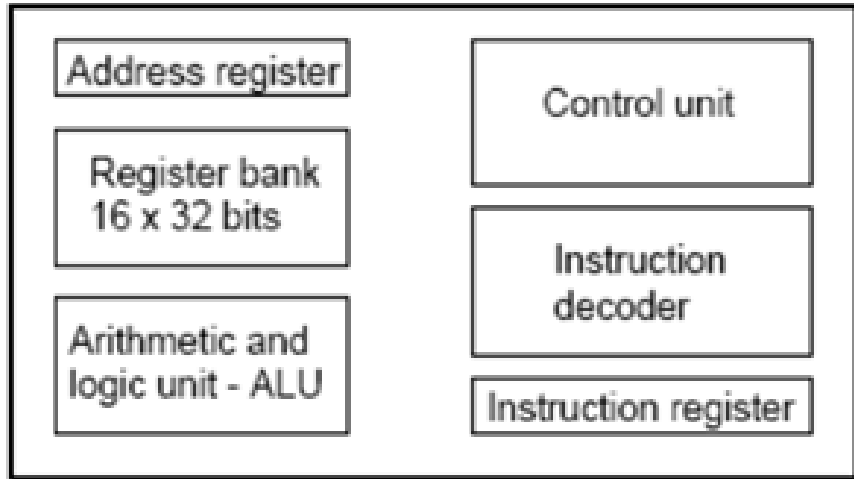 Address register
Register bank
16 x 32 bits
Arithmetic and
logic unit - ALU
Control unit
Instruction
decoder
Instruction register